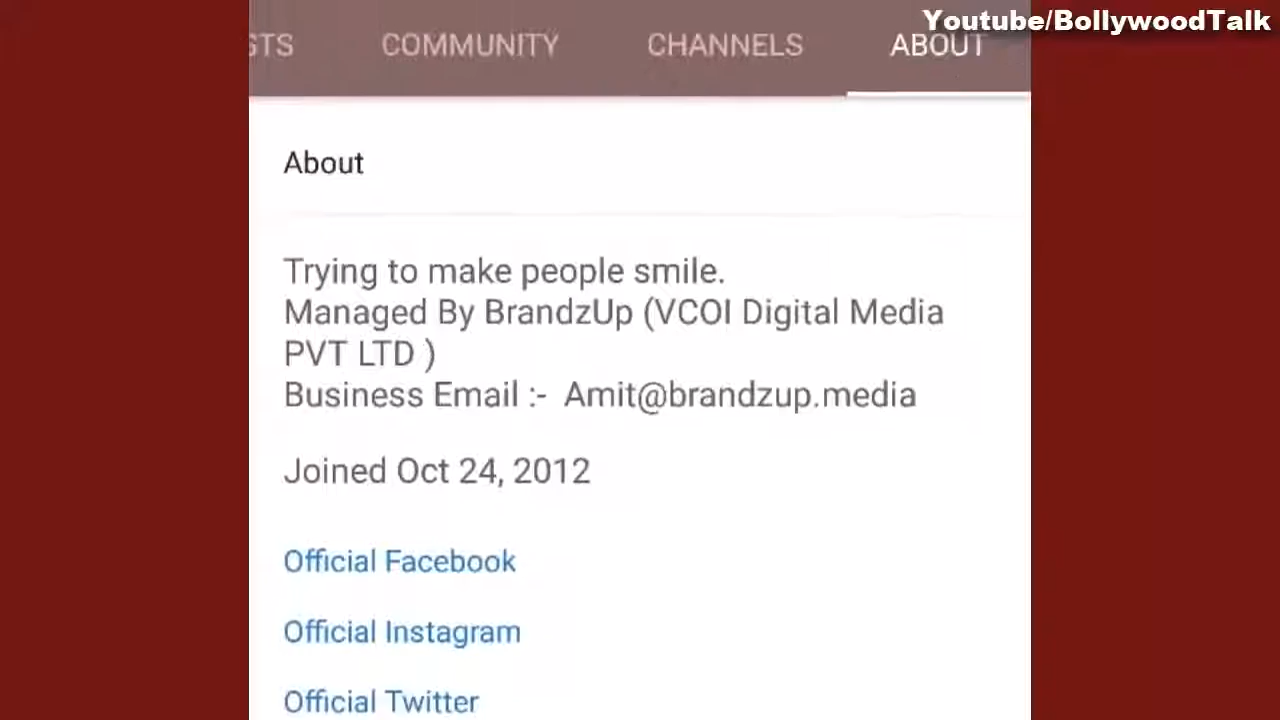 Youtube/BollywoodTalk
STS COMMUNITY CHANNELS ABOUT
About
Trying to make people smile.
Managed By BrandzUp (VCOI Digital Media
PVT LTD )
Business Email :-  Amit@brandzup.media
Joined Oct 24, 2012
Official Facebook
Official Instagram
Official Twitter